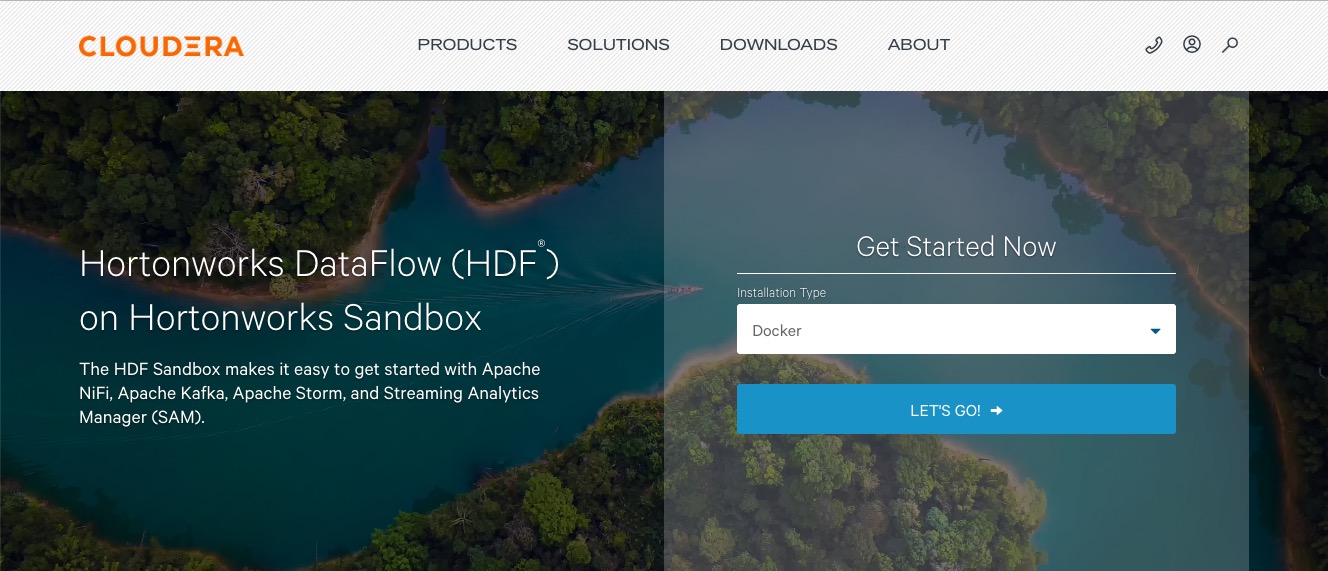 CLOUDERA
PRODUCTS
SOLUTIONS
DOWNLOADS
ABOUT
Hortonworks DataFlow (HDF®)
on Hortonworks Sandbox
The HDF Sandbox makes it easy to get started with Apache
NiFi, Apache Kafka, Apache Storm, and Streaming Analytics
Manager (SAM).
Get Started Now
Installation Type
Docker
LET'S GO!